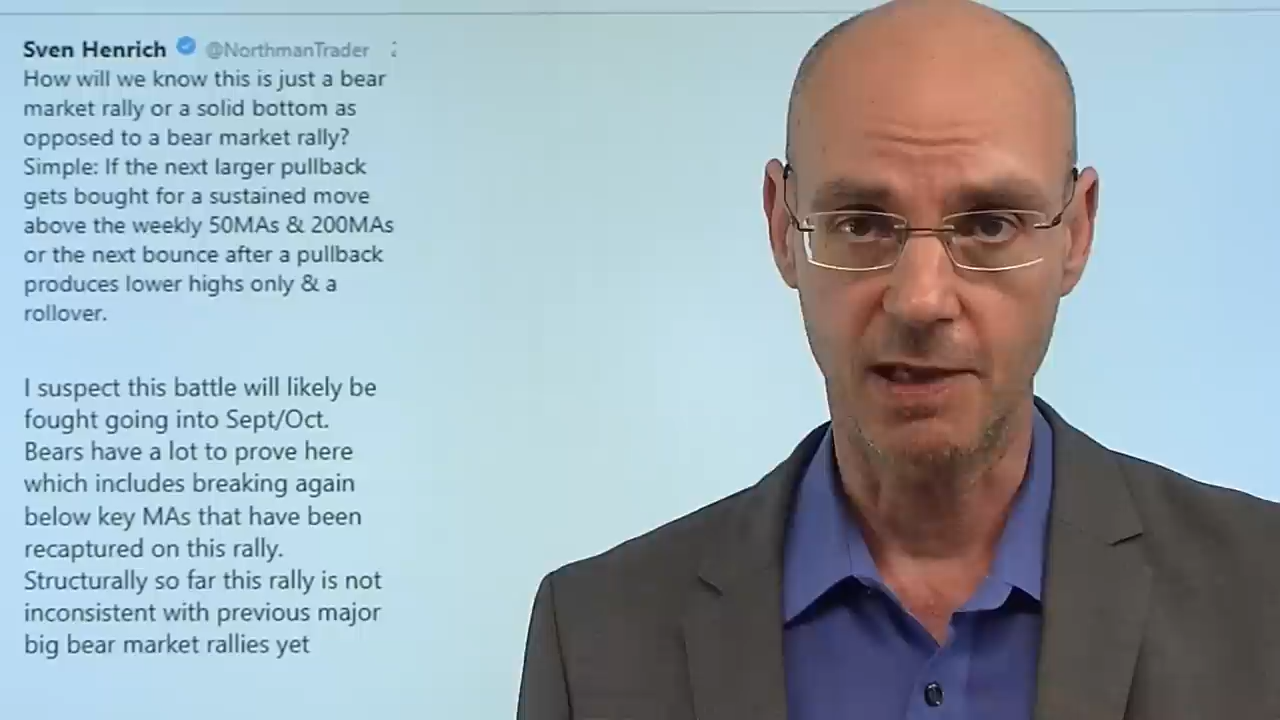 Sven Henrich @NorthmanTrader
How will we know this is just a bear
market rally or a solid bottom as
opposed to a bear market rally?
Simple: If the next larger pullback
gets bought for a sustained move
above the weekly 50MAs & 200MAs
or the next bounce after a pullback
produces lower highs only & a
rollover.
I suspect this battle will likely be
fought going into Sept/Oct.
Bears have a lot to prove here
which includes breaking again
below key MAs that have been
recaptured on this rally.
Structurally so far this rally is not
inconsistent with previous major
big bear market rallies yet